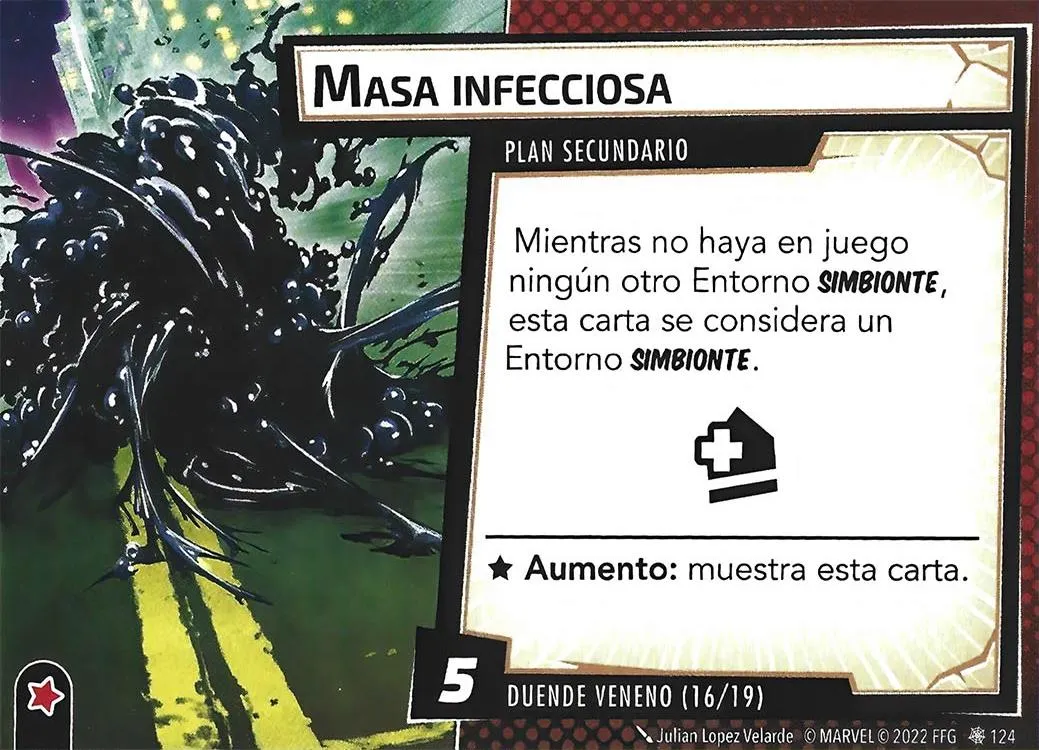 MASA INFECCIOSA
PLAN SECUNDARIO
Mientras no haya en juego
ningún otro Entorno SIMBIONTE,
esta carta se considera un
Entorno SIMBIONTE.
★ Aumento: muestra esta carta.
5
DUENDE VENENO (16/19)
Julian Lopez Velarde © MARVEL © 2022 FFG 124